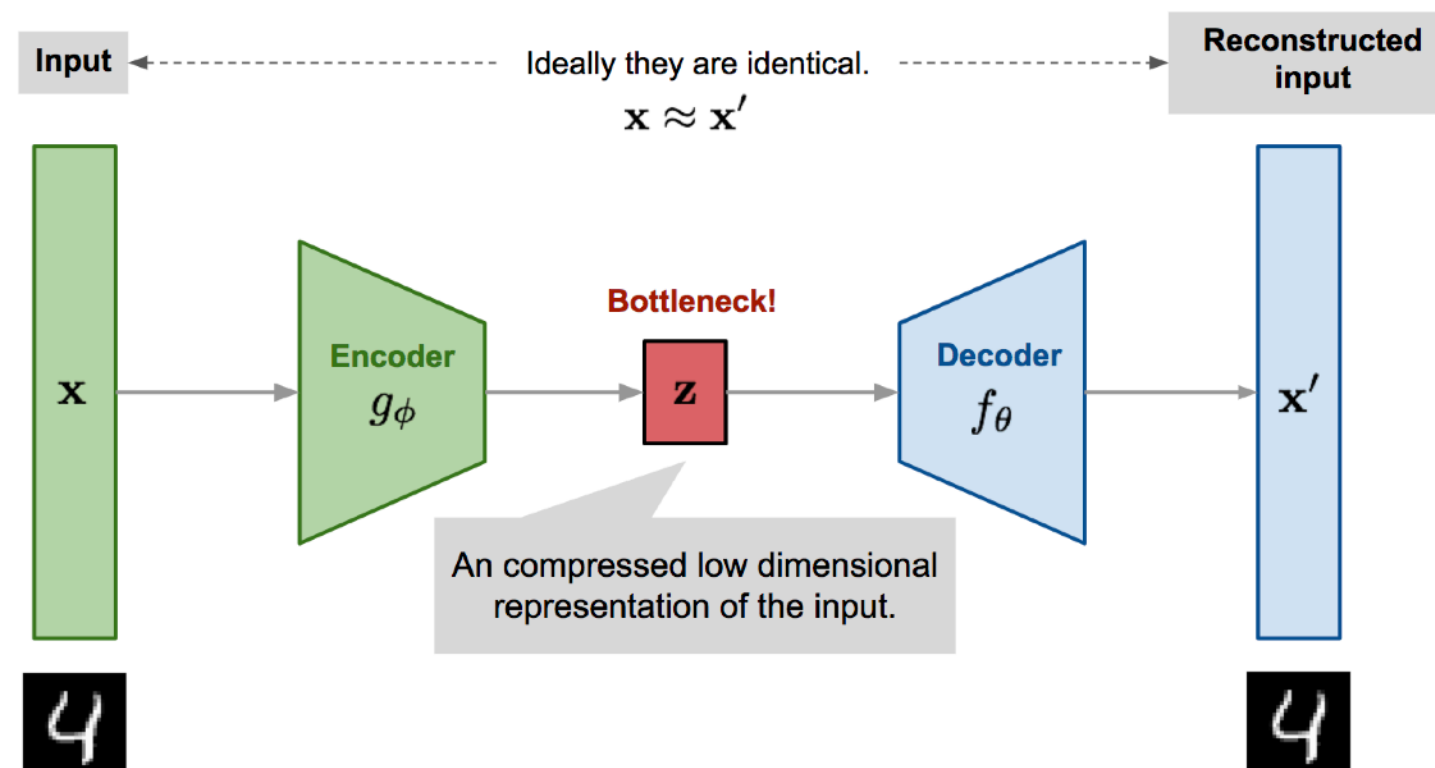 Input
Ideally they are identical.
x ≈ x′
Reconstructed
input
Bottleneck!
x
Encoder
gϕ
z
Decoder
fθ
x′
An compressed low dimensional
representation of the input.
4
4